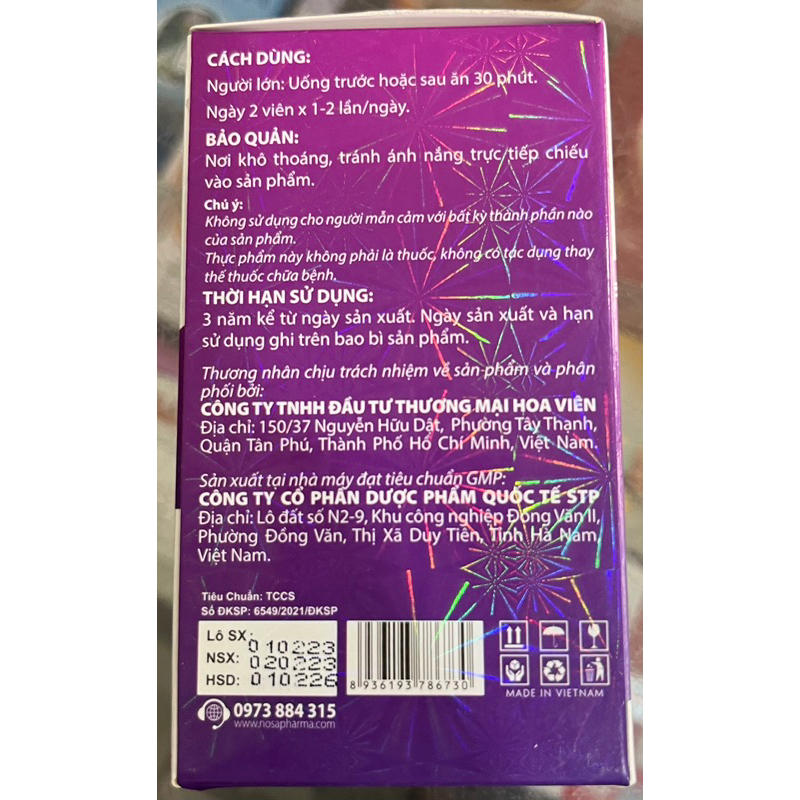 CÁCH DÙNG:
Người lớn: Uống trước hoặc sau ăn 30 phút.
Ngày 2 viên x 1-2 lần/ngày.
BẢO QUẢN:
Nơi khô thoáng, tránh ánh nắng trực tiếp chiếu
vào sản phẩm.
Chú ý:
Không sử dụng cho người mẫn cảm với bất kỳ thành phần nào
của sản phẩm.
Thực phẩm này không phải là thuốc, không có tác dụng thay
thế thuốc chữa bệnh.
THỜI HẠN SỬ DỤNG:
3 năm kể từ ngày sản xuất. Ngày sản xuất và hạn
sử dụng ghi trên bao bì sản phẩm.
Thương nhân chịu trách nhiệm về sản phẩm và phân
phối bởi:
CÔNG TY TNHH ĐẦU TƯ THƯƠNG MẠI HOA VIÊN
Địa chỉ: 150/37 Nguyễn Hữu Dật, Phường Tây Thạnh,
Quận Tân Phú, Thành Phố Hồ Chí Minh, Việt Nam.
Sản xuất tại nhà máy đạt tiêu chuẩn GMP:
CÔNG TY CỔ PHẦN DƯỢC PHẨM QUỐC TẾ STP
Địa chỉ: Lô đất số N2-9, Khu công nghiệp Đồng Văn II,
Phường Đồng Văn, Thị Xã Duy Tiên, Tỉnh Hà Nam,
Việt Nam.
Tiêu Chuẩn: TCCS
Số ĐKSP: 6549/2021/ĐKSP
Lô SX: 010223
NSX: 020223
HSD: 010226
8 936193 786730
MADE IN VIETNAM
0973 884 315
www.nosapharma.com